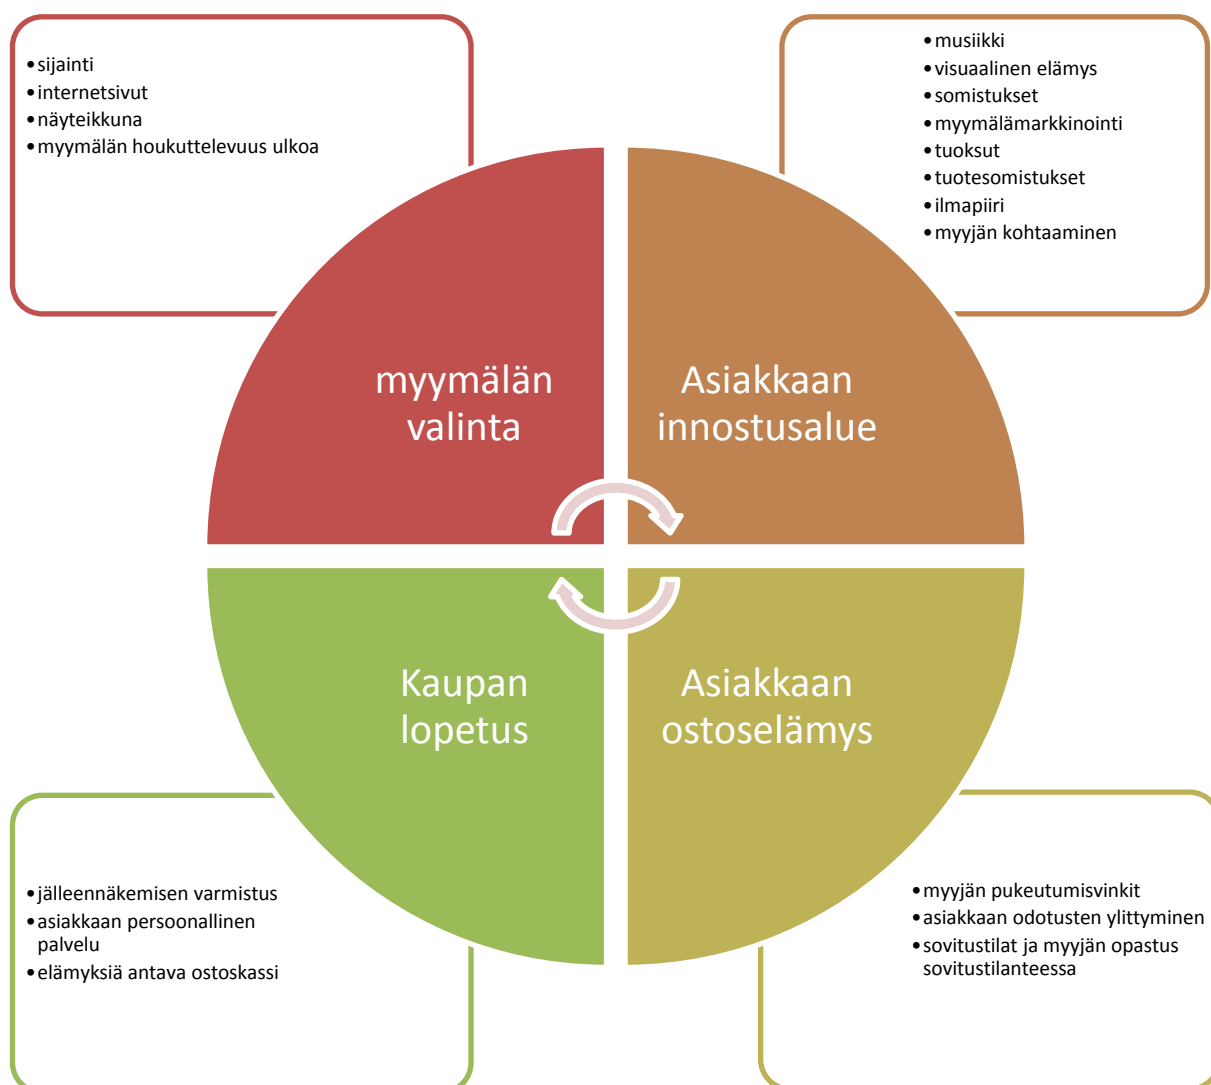 •sijainti
•internetsivut
•näyteikkuna
•myymälän houkuttelevuus ulkoa
•musiikki
•visuaalinen elämys
•somistukset
•myymälämarkkinointi
•tuoksut
•tuotesomistukset
•ilmapiiri
•myyjän kohtaaminen
myymälän
valinta
Asiakkaan
innostusalue
Kaupan
lopetus
Asiakkaan
ostoselämys
•jälleennäkemisen varmistus
•asiakkaan persoonallinen
palvelu
•elämyksiä antava ostoskassi
•myyjän pukeutumisvinkit
•asiakkaan odotusten ylittyminen
•sovitustilat ja myyjän opastus
sovitustilanteessa